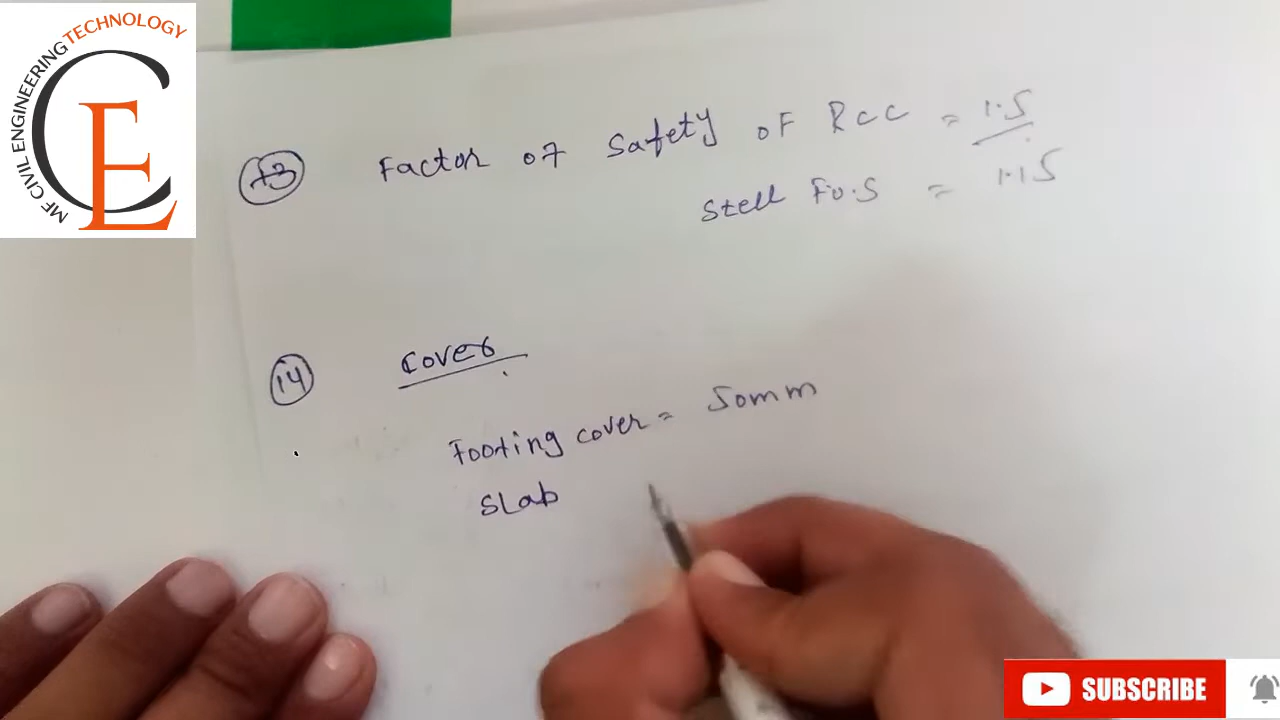 MF CIVIL ENGINEERING TECHNOLOGY
CE
13 Factor of Safety of RCC = 1.5
Stell F.O.S = 1.15
14 Cover
Footing cover = 50mm
Slab
SUBSCRIBE